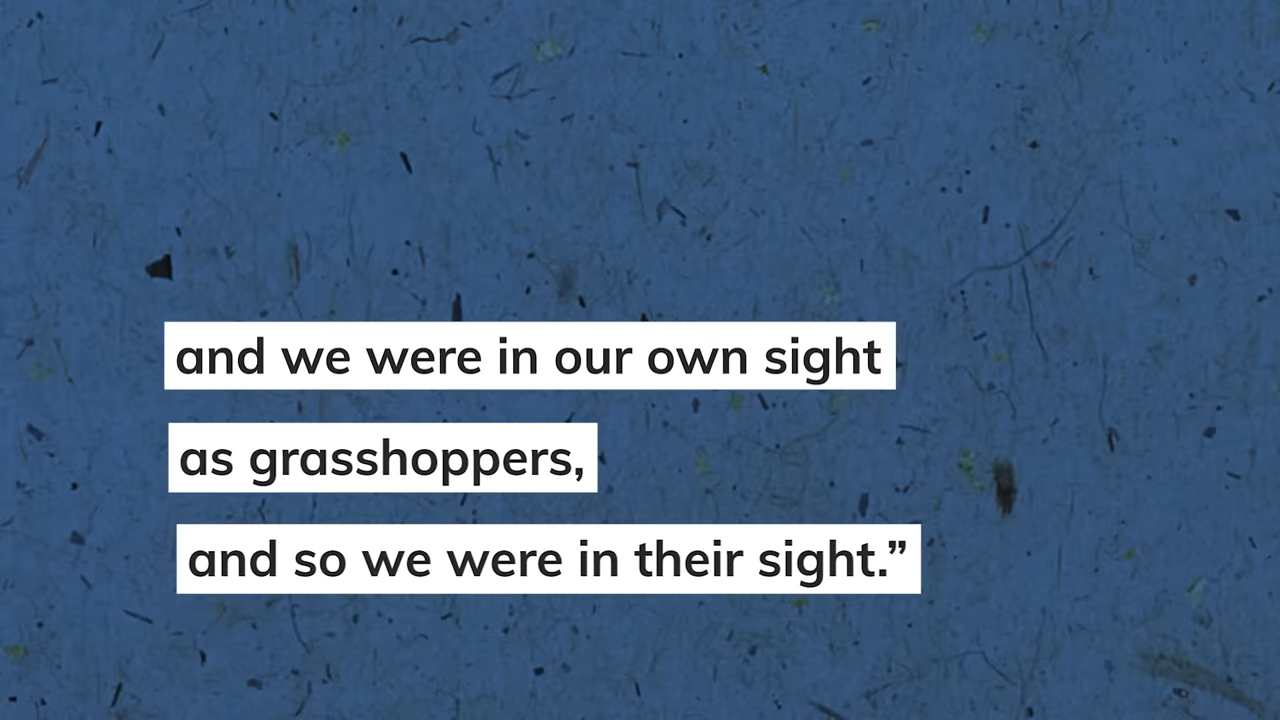 and we were in our own sight
as grasshoppers,
and so we were in their sight.”